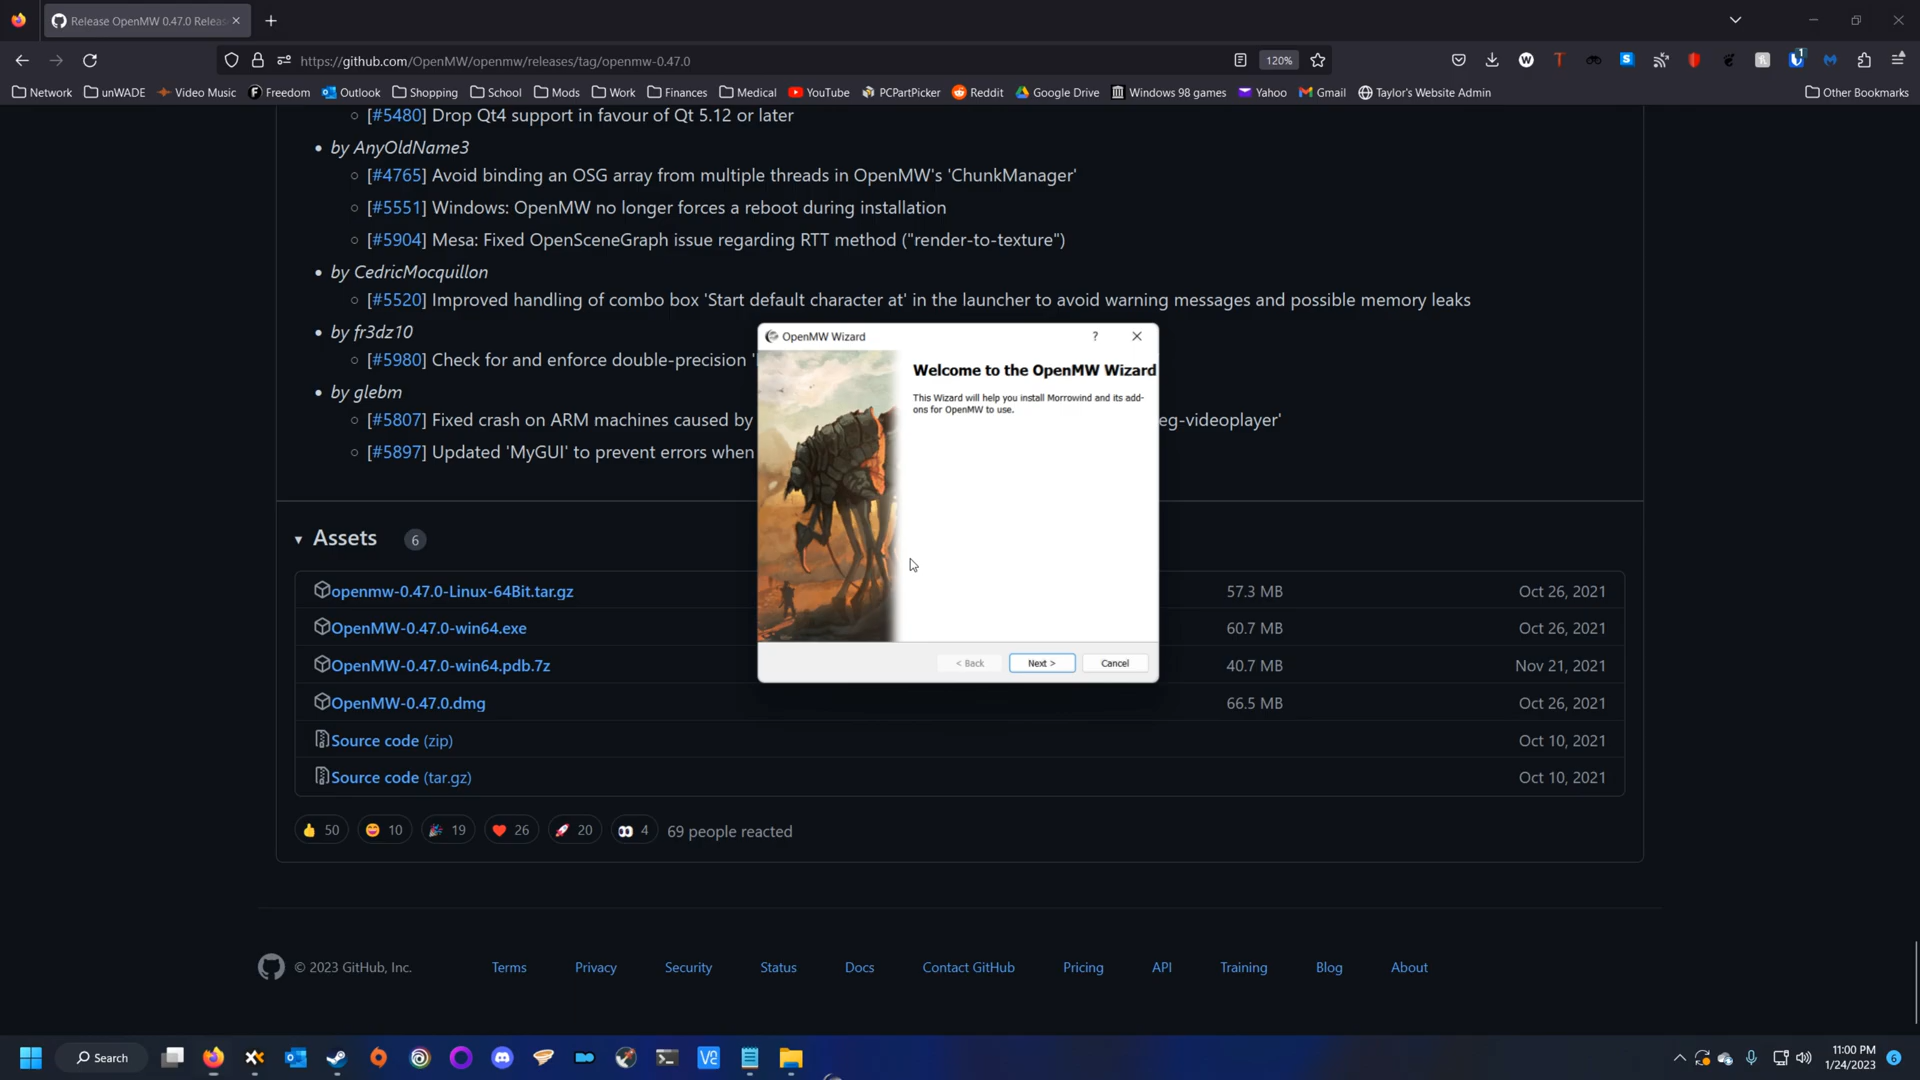 Release OpenMW 0.47.0 Releas
https://github.com/OpenMW/openmw/releases/tag/openmw-0.47.0
120%
1
Network
unWADE
Video Music
Freedom
Outlook
Shopping
School
Mods
Work
Finances
Medical
YouTube
PCPartPicker
Reddit
Google Drive
Windows 98 games
Yahoo
Gmail
Taylor's Website Admin
Other Bookmarks
[#5480] Drop Qt4 support in favour of Qt 5.12 or later
by AnyOldName3
[#4765] Avoid binding an OSG array from multiple threads in OpenMW's 'ChunkManager'
[#5551] Windows: OpenMW no longer forces a reboot during installation
[#5904] Mesa: Fixed OpenSceneGraph issue regarding RTT method ("render-to-texture")
by CedricMocquillon
[#5520] Improved handling of combo box 'Start default character at' in the launcher to avoid warning messages and possible memory leaks
by fr3dz10
[#5980] Check for and enforce double-precision '
by glebm
[#5807] Fixed crash on ARM machines caused by
eg-videoplayer'
[#5897] Updated 'MyGUI' to prevent errors when
OpenMW Wizard
?
Welcome to the OpenMW Wizard
This Wizard will help you install Morrowind and its add-
ons for OpenMW to use.
< Back
Next >
Cancel
Assets 6
openmw-0.47.0-Linux-64Bit.tar.gz 57.3 MB Oct 26, 2021
OpenMW-0.47.0-win64.exe 60.7 MB Oct 26, 2021
OpenMW-0.47.0-win64.pdb.7z 40.7 MB Nov 21, 2021
OpenMW-0.47.0.dmg 66.5 MB Oct 26, 2021
Source code (zip) Oct 10, 2021
Source code (tar.gz) Oct 10, 2021
50 10 19 26 20 4 69 people reacted
© 2023 GitHub, Inc.
Terms
Privacy
Security
Status
Docs
Contact GitHub
Pricing
API
Training
Blog
About
Search
11:00 PM
1/24/2023
6